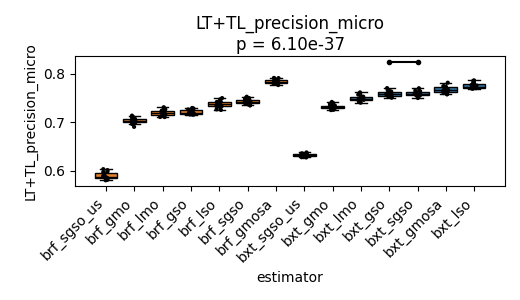 LT+TL_precision_micro
p = 6.10e-37
LT+TL_precision_micro
0.8
0.7
0.6
brf_sgso_us
brf_gmo
brf_lmo
brf_gso
brf_lso
brf_sgso
brf_gmosa
bxt_sgso_us
bxt_gmo
bxt_lmo
bxt_gso
bxt_sgso
bxt_gmosa
bxt_lso
estimator